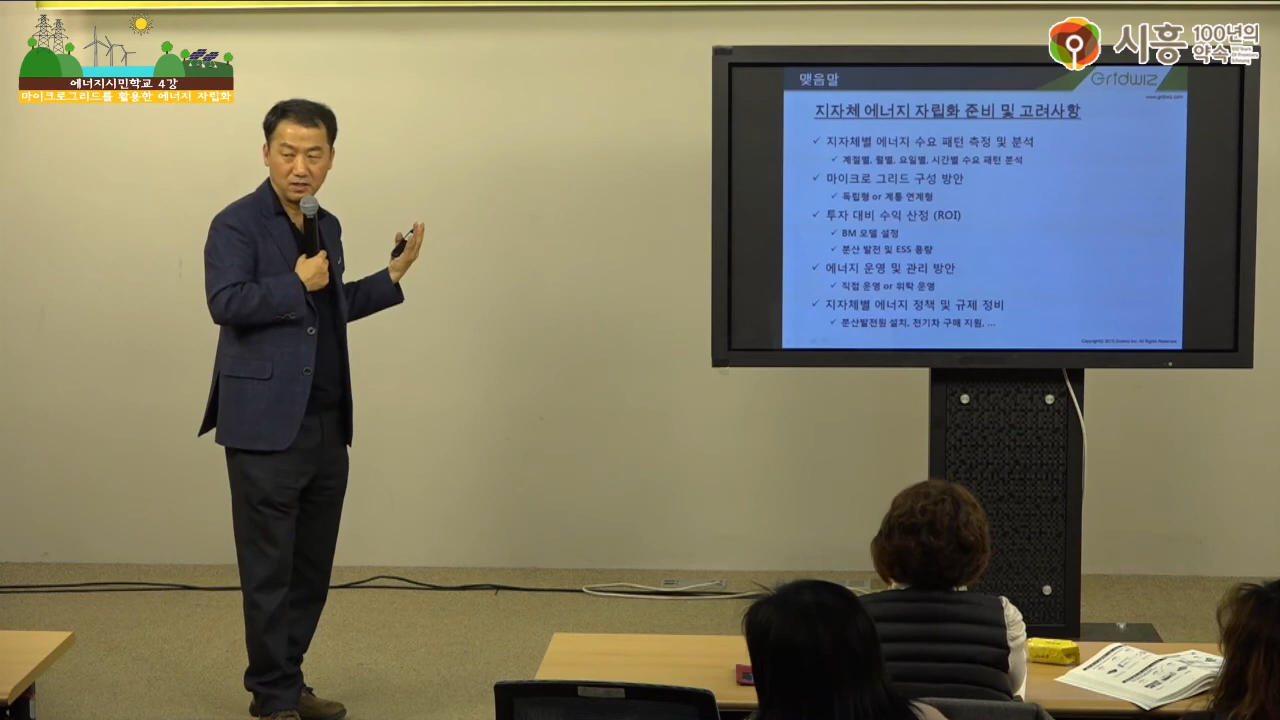 에너지시민학교 4강
마이크로그리드를 활용한 에너지 자립화
시흥 100년의 약속
맺음말
Gridwiz
www.gridwiz.com
지자체 에너지 자립화 준비 및 고려사항
✓ 지자체별 에너지 수요 패턴 측정 및 분석
✓ 계절별, 월별, 요일별, 시간별 수요 패턴 분석
✓ 마이크로 그리드 구성 방안
✓ 독립형 or 계통 연계형
✓ 투자 대비 수익 산정 (ROI)
✓ BM 모델 설정
✓ 분산 발전 및 ESS 용량
✓ 에너지 운영 및 관리 방안
✓ 직접 운영 or 위탁 운영
✓ 지자체별 에너지 정책 및 규제 정비
✓ 분산발전원 설치, 전기차 구매 지원, ...